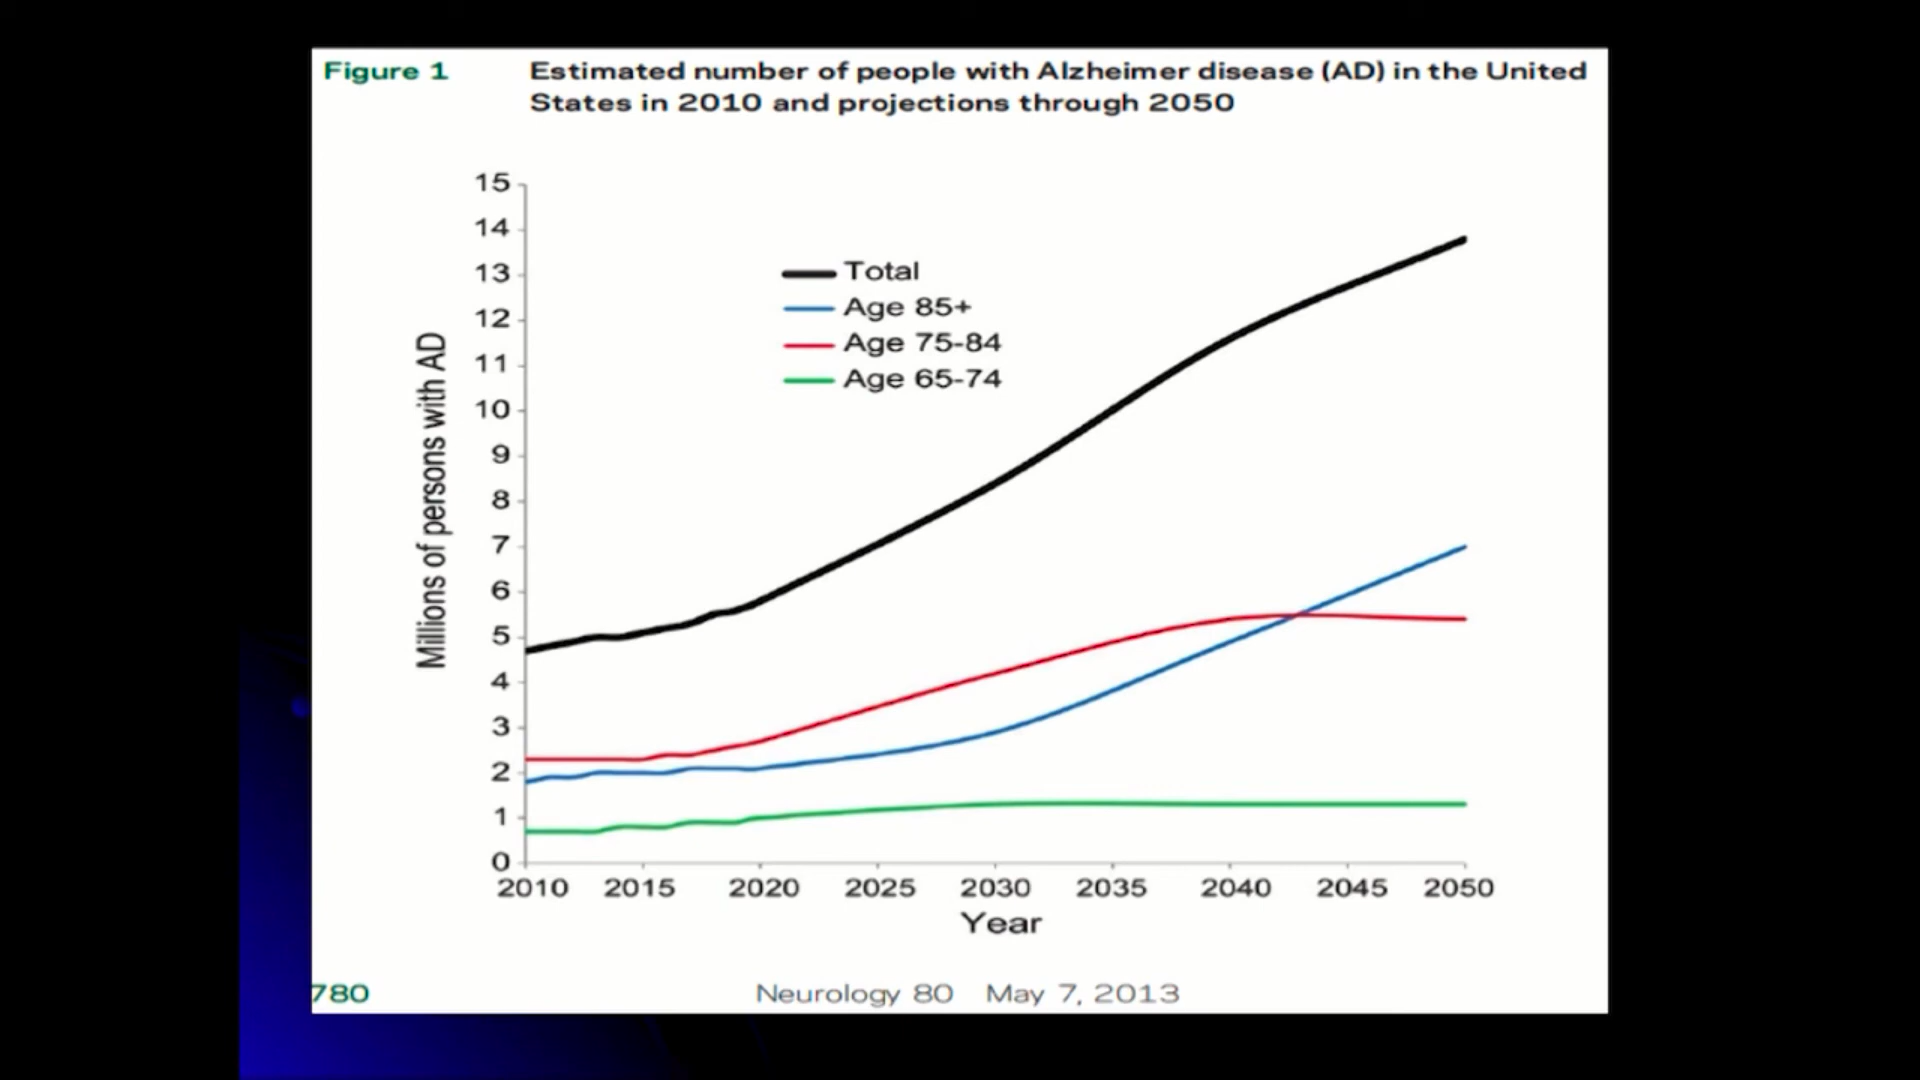 Figure 1
Estimated number of people with Alzheimer disease (AD) in the United
States in 2010 and projections through 2050
15
14
13
12
11
10
9
8
7
6
5
4
3
2
1
0
Millions of persons with AD
Total
Age 85+
Age 75-84
Age 65-74
2010 2015 2020 2025 2030 2035 2040 2045 2050
Year
780 Neurology 80 May 7, 2013